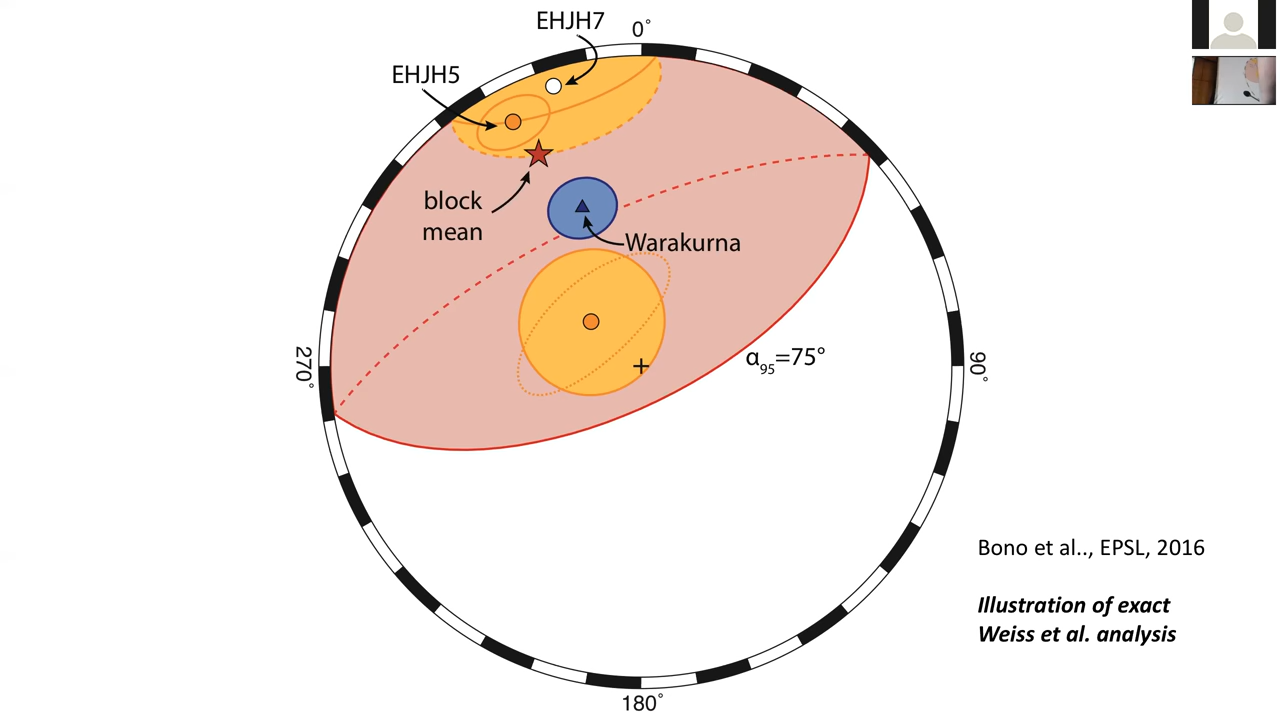 EHJH7
0°
EHJH5
block
mean
Warakurna
270°
90°
α95=75°
Bono et al.., EPSL, 2016
Illustration of exact
Weiss et al. analysis
180°